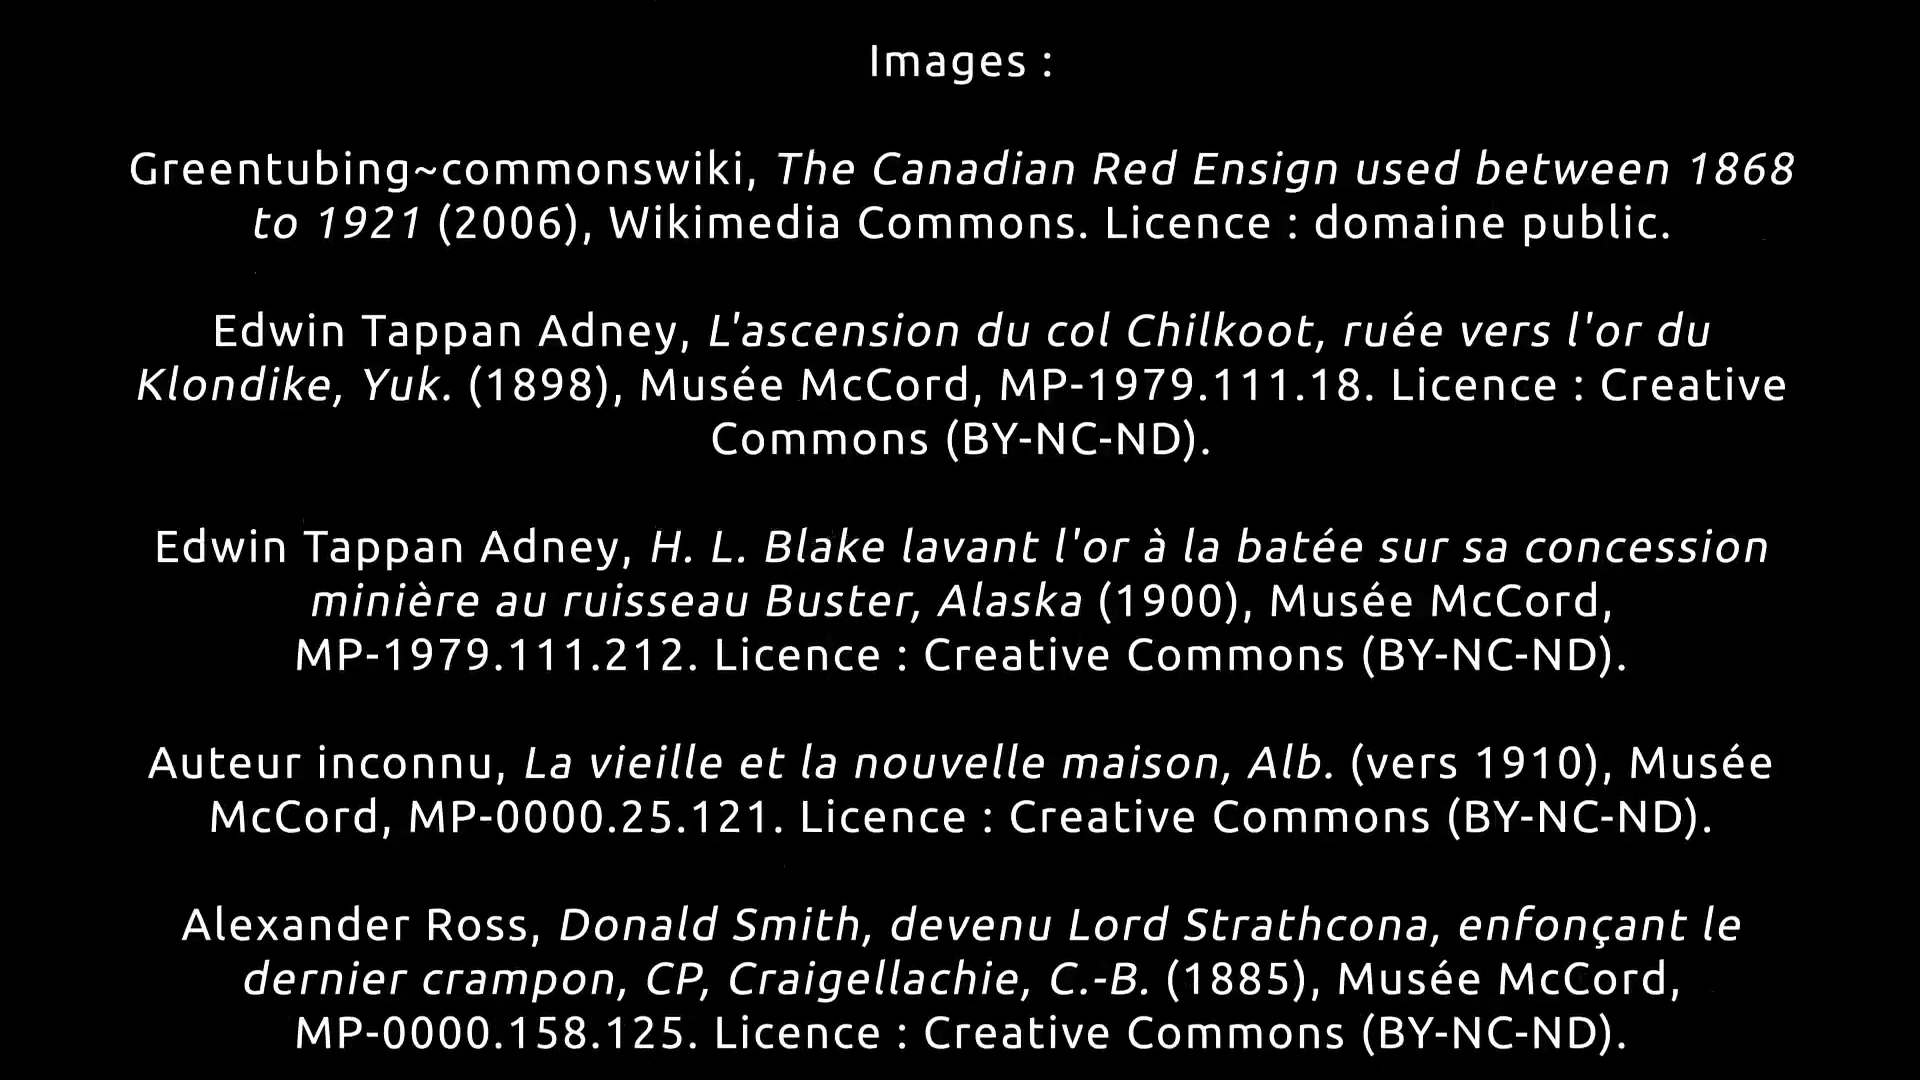 Images :
Greentubing~commonswiki, The Canadian Red Ensign used between 1868
to 1921 (2006), Wikimedia Commons. Licence : domaine public.
Edwin Tappan Adney, L'ascension du col Chilkoot, ruée vers l'or du
Klondike, Yuk. (1898), Musée McCord, MP-1979.111.18. Licence : Creative
Commons (BY-NC-ND).
Edwin Tappan Adney, H. L. Blake lavant l'or à la batée sur sa concession
minière au ruisseau Buster, Alaska (1900), Musée McCord,
MP-1979.111.212. Licence : Creative Commons (BY-NC-ND).
Auteur inconnu, La vieille et la nouvelle maison, Alb. (vers 1910), Musée
McCord, MP-0000.25.121. Licence : Creative Commons (BY-NC-ND).
Alexander Ross, Donald Smith, devenu Lord Strathcona, enfonçant le
dernier crampon, CP, Craigellachie, C.-B. (1885), Musée McCord,
MP-0000.158.125. Licence : Creative Commons (BY-NC-ND).